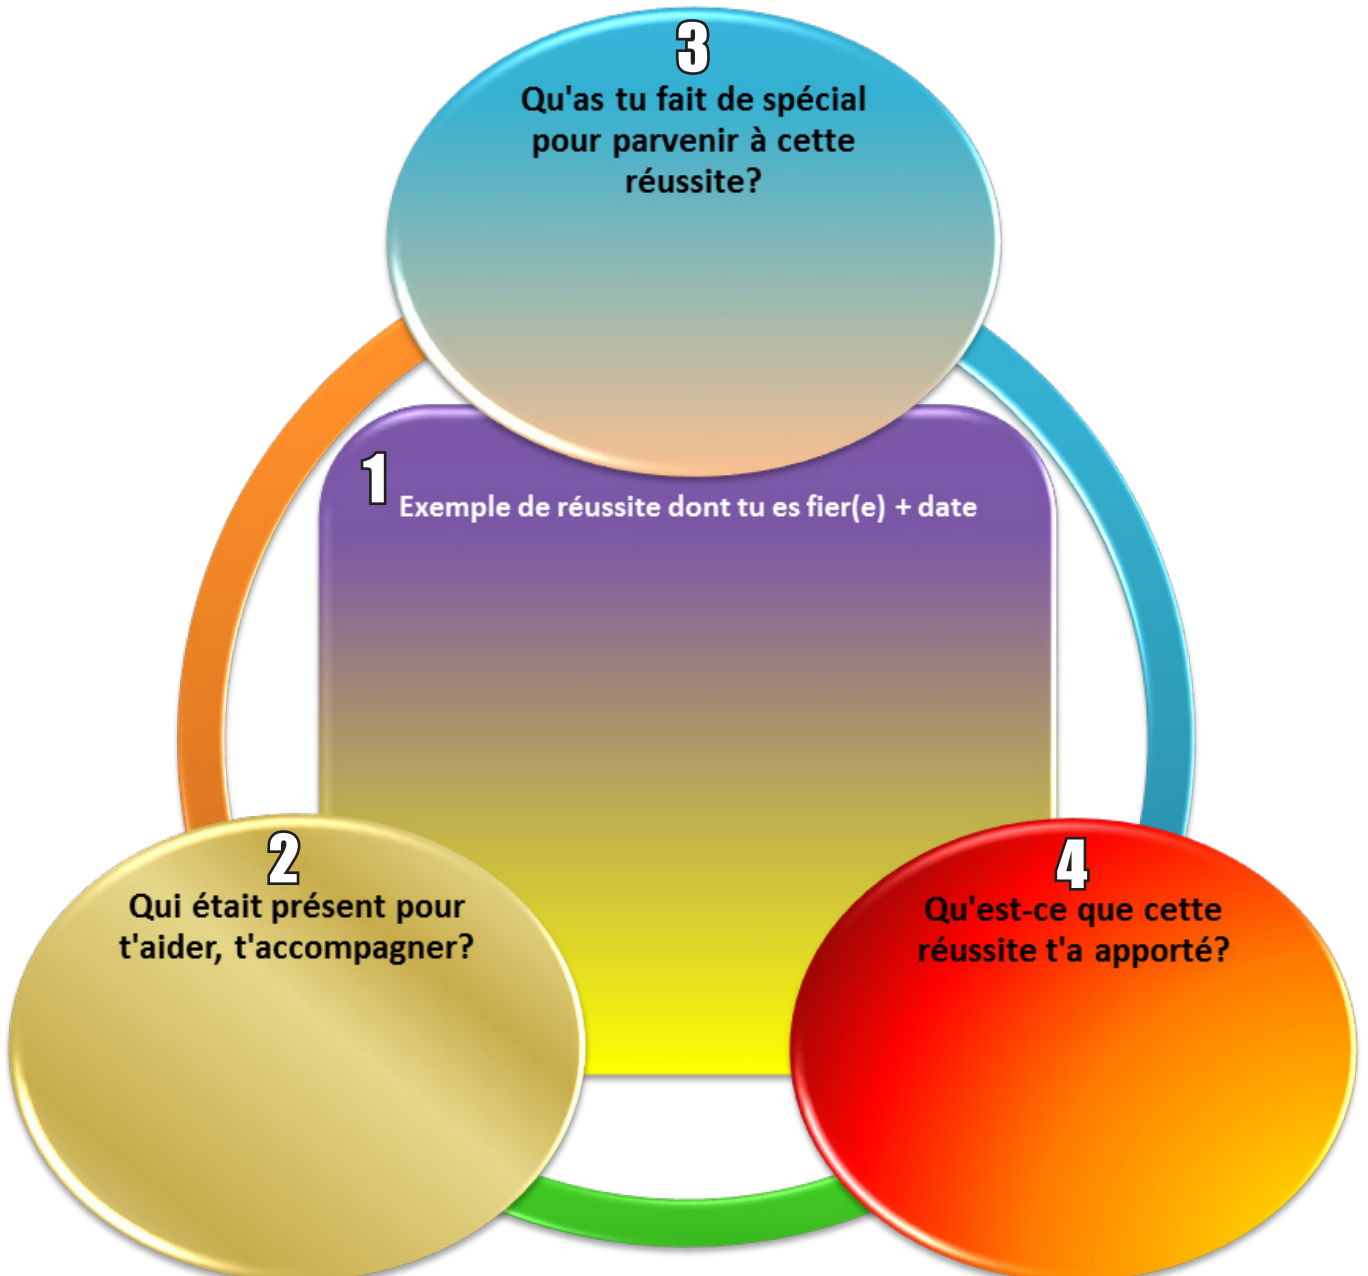 3
Qu'as tu fait de spécial
pour parvenir à cette
réussite?
1
Exemple de réussite dont tu es fier(e) + date
2
Qui était présent pour
t'aider, t'accompagner?
4
Qu'est-ce que cette
réussite t'a apporté?